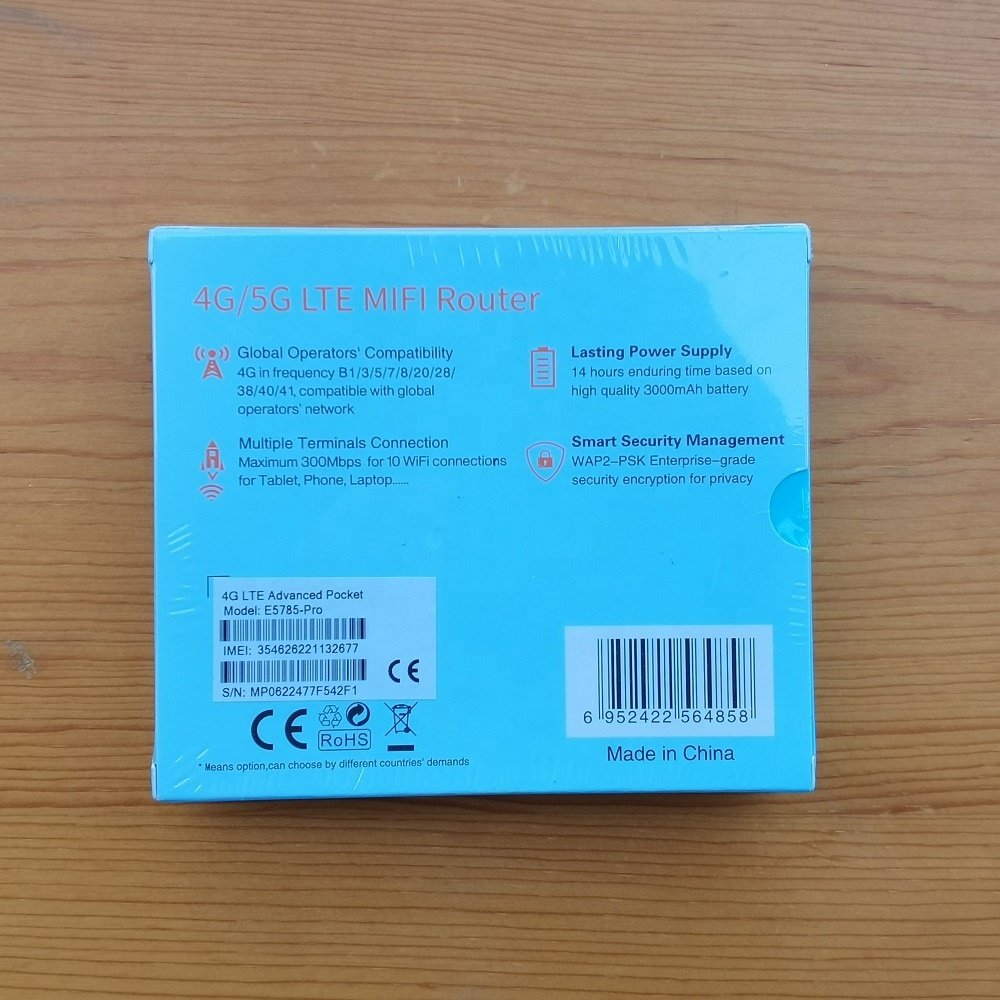 4G/5G LTE MIFI Router
Global Operators' Compatibility
4G in frequency B1/3/5/7/8/20/28/
38/40/41, compatible with global
operators' network
Multiple Terminals Connection
Maximum 300Mbps for 10 WiFi connections
for Tablet, Phone, Laptop......
Lasting Power Supply
14 hours enduring time based on
high quality 3000mAh battery
Smart Security Management
WAP2-PSK Enterprise-grade
security encryption for privacy
4G LTE Advanced Pocket
Model: E5785-Pro
IMEI: 354626221132677
S/N: MP0622477F542F1
CE
CE
RoHS
* Means option,can choose by different countries' demands
6 952422 564858
Made in China